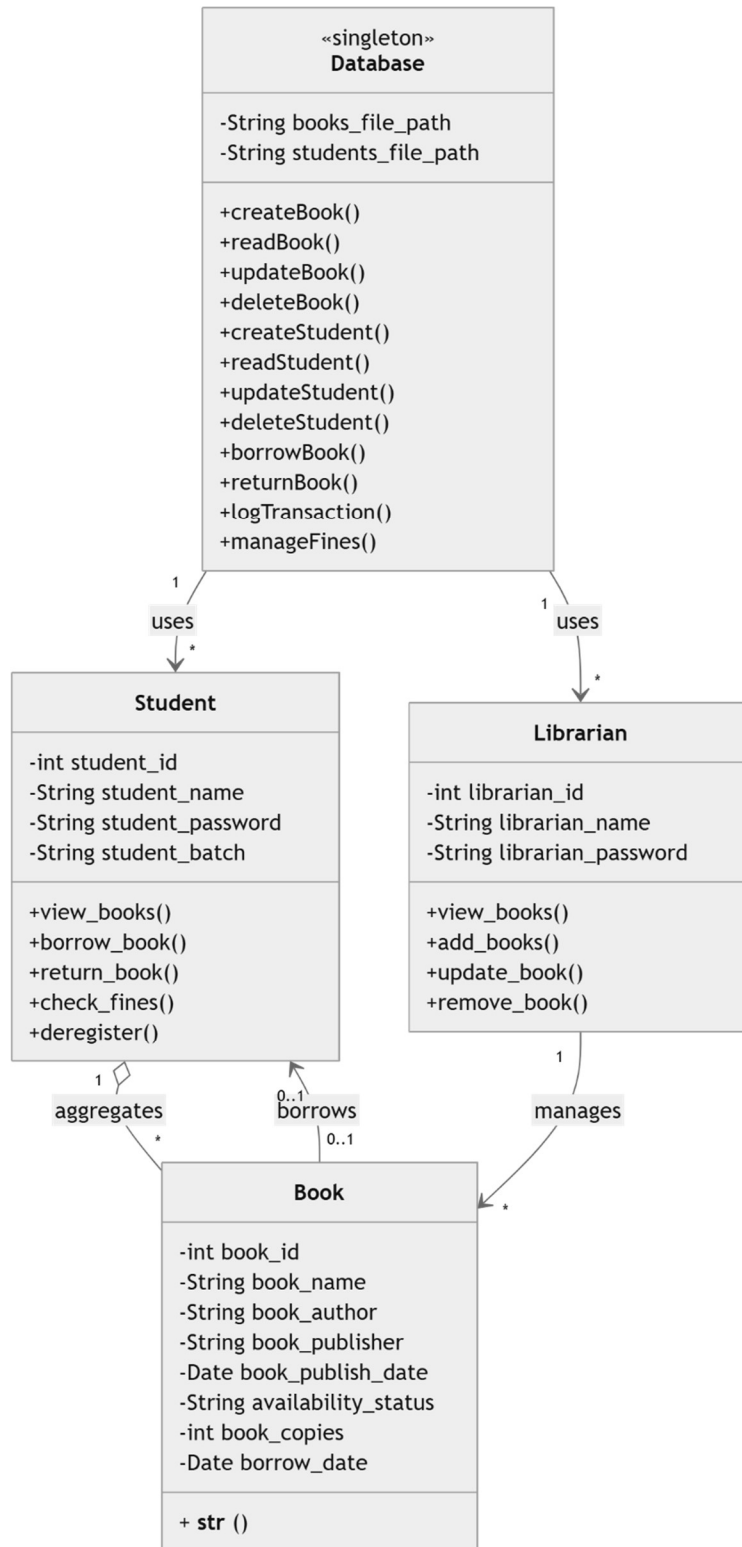 «singleton»
Database
-String books_file_path
-String students_file_path
+createBook()
+readBook()
+updateBook()
+deleteBook()
+createStudent()
+readStudent()
+updateStudent()
+deleteStudent()
+borrowBook()
+returnBook()
+logTransaction()
+manageFines()
1
uses
*
1
uses
*
Student
-int student_id
-String student_name
-String student_password
-String student_batch
+view_books()
+borrow_book()
+return_book()
+check_fines()
+deregister()
Librarian
-int librarian_id
-String librarian_name
-String librarian_password
+view_books()
+add_books()
+update_book()
+remove_book()
1
aggregates
*
0..1
borrows
0..1
1
manages
*
Book
-int book_id
-String book_name
-String book_author
-String book_publisher
-Date book_publish_date
-String availability_status
-int book_copies
-Date borrow_date
+ str ()